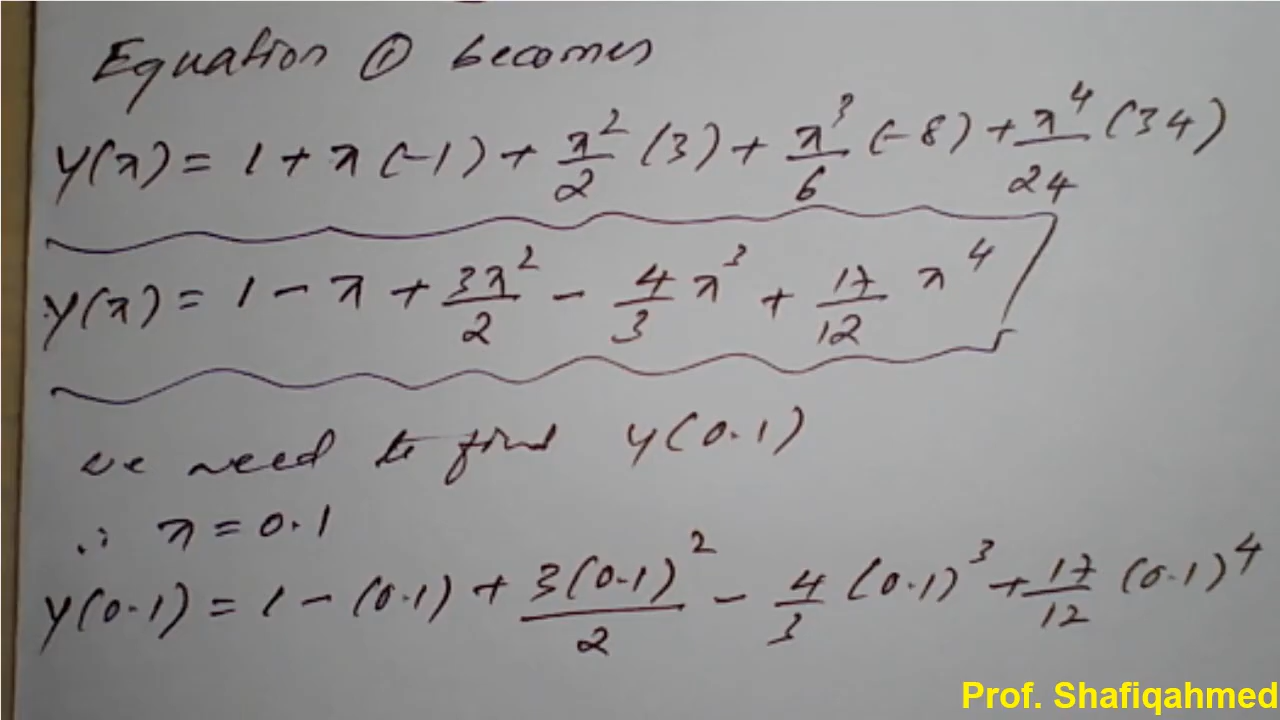 Equation ① becomes
y(x) = 1 + x(-1) + x²/2 (3) + x³/6 (-8) + x⁴/24 (34)
y(x) = 1 - x + 3x²/2 - 4/3 x³ + 17/12 x⁴
we need to find y(0.1)
∴ x = 0.1
y(0.1) = 1 - (0.1) + 3(0.1)²/2 - 4/3 (0.1)³ + 17/12 (0.1)⁴
Prof. Shafiqahmed